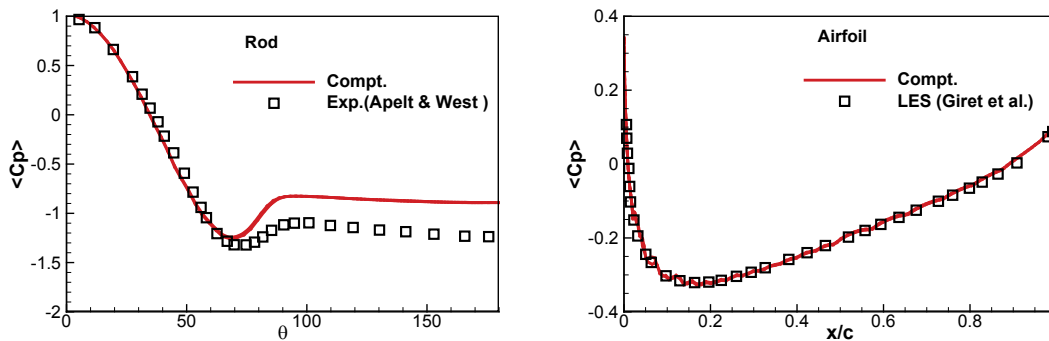 Rod
Compt.
Exp.(Apelt & West )
<Cp>
1
0.5
0
-0.5
-1
-1.5
-2
0
50
100
150
θ
Airfoil
Compt.
LES (Giret et al.)
<Cp>
0.4
0.2
0
-0.2
-0.4
0
0.2
0.4
0.6
0.8
1
x/c